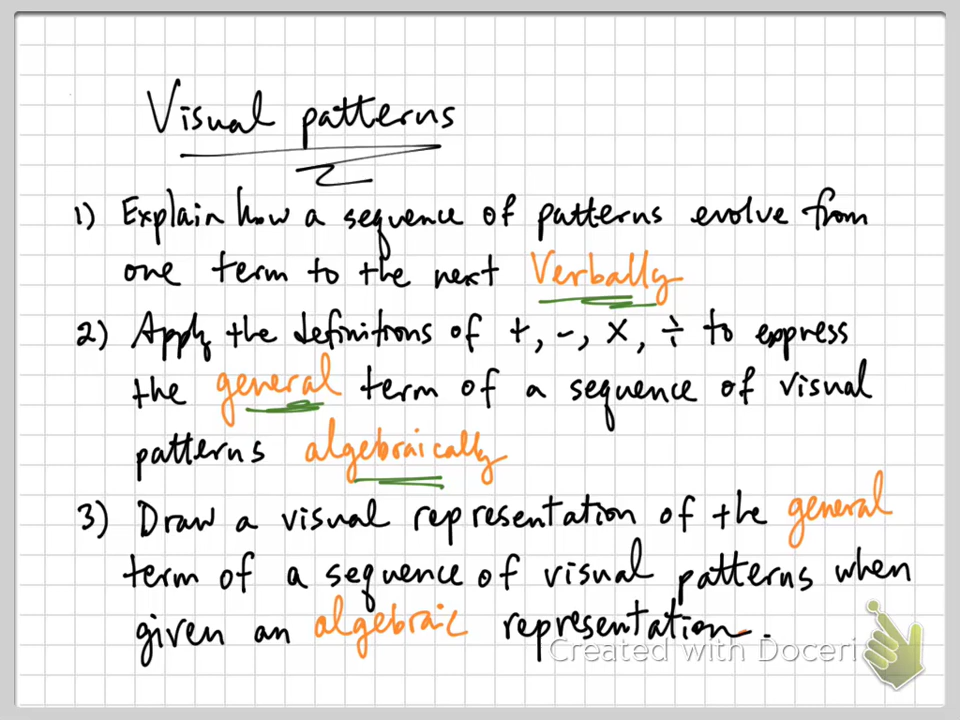 Visual patterns
1) Explain how a sequence of patterns evolve from
one term to the next Verbally
2) Apply the definitions of +, -, ×, ÷ to express
the general term of a sequence of visual
patterns algebraically
3) Draw a visual representation of the general
term of a sequence of visual patterns when
given an algebraic representation.
Created with Doceri